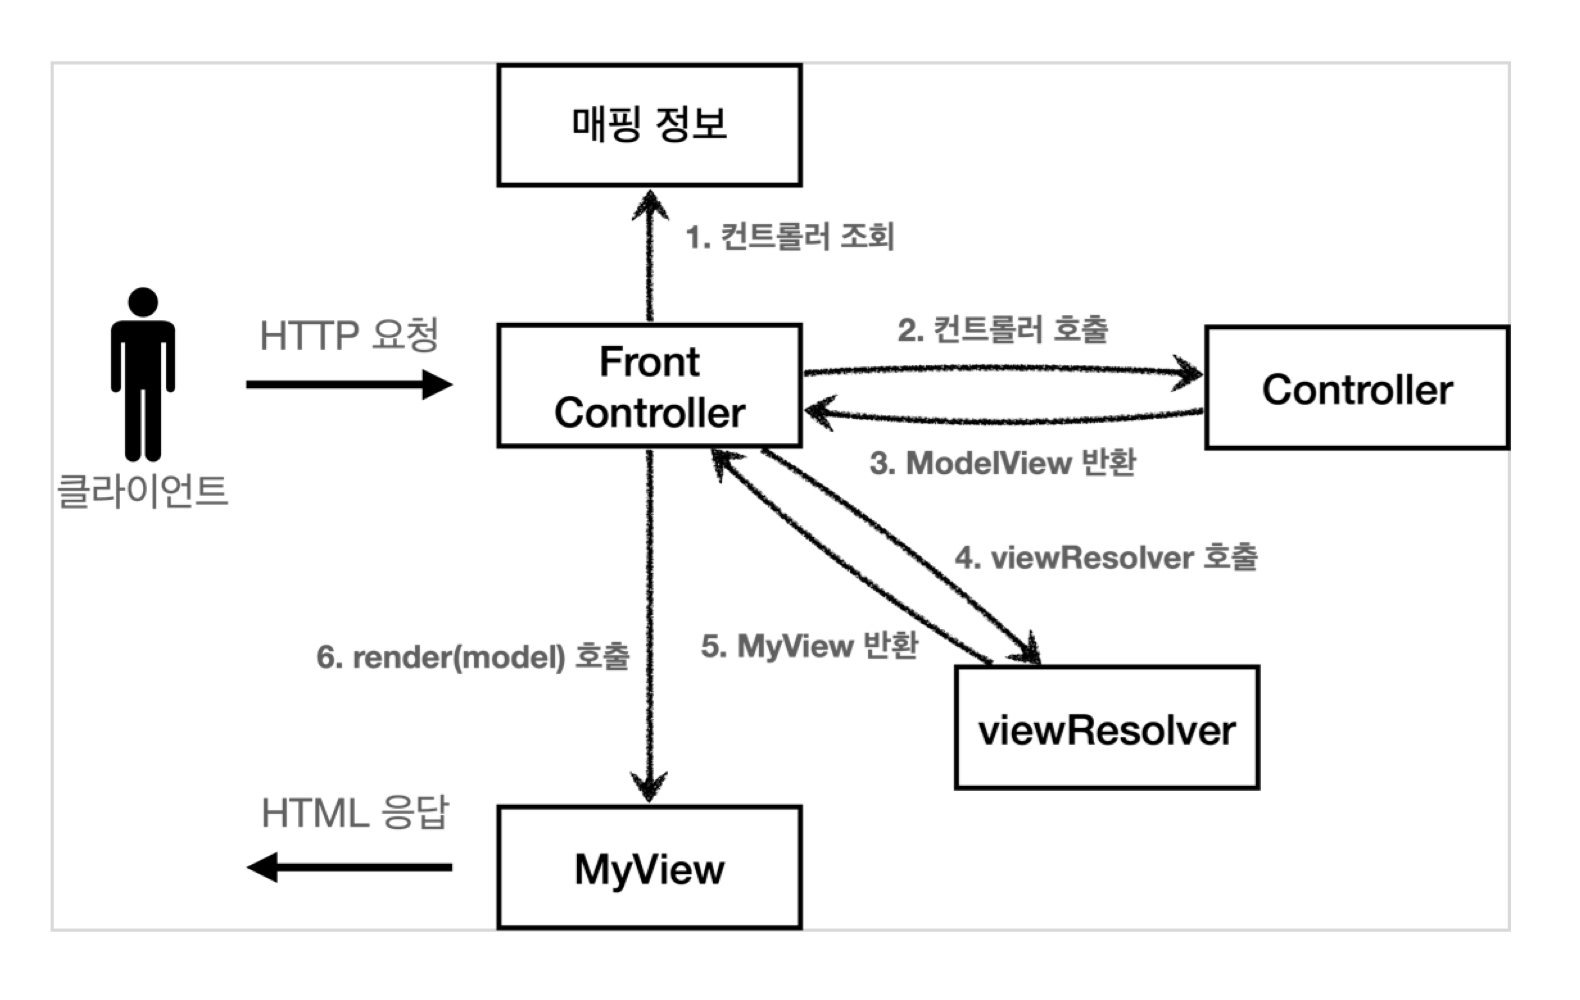 매핑 정보
1. 컨트롤러 조회
HTTP 요청
Front
Controller
2. 컨트롤러 호출
Controller
3. ModelView 반환
클라이언트
4. viewResolver 호출
5. MyView 반환
6. render(model) 호출
viewResolver
HTML 응답
MyView